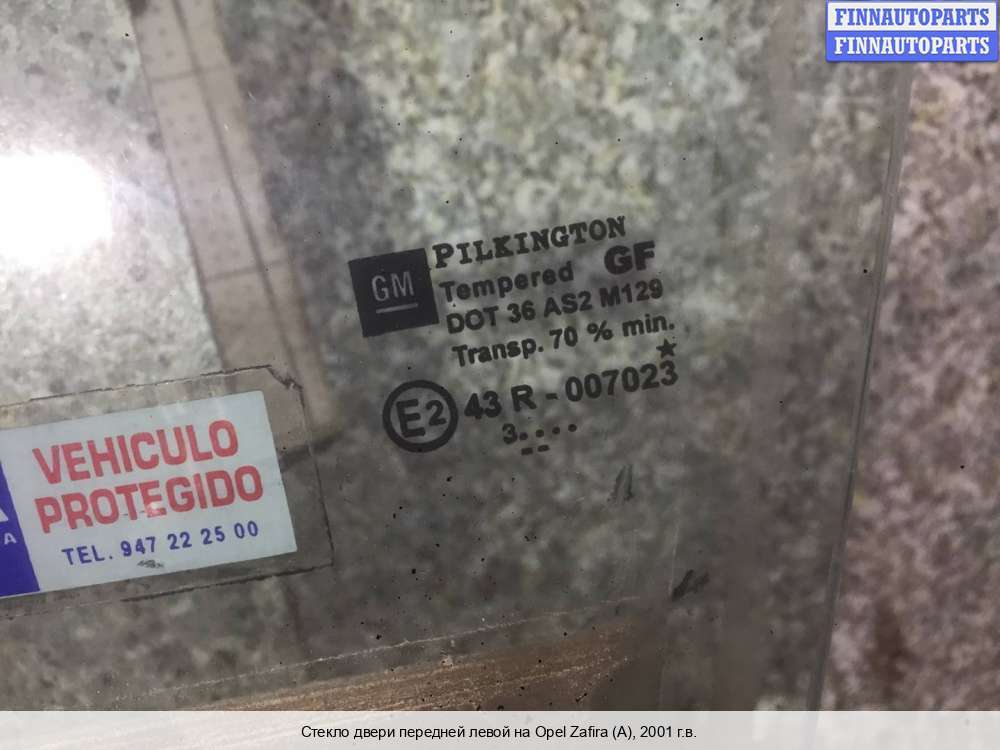 FINNAUTOPARTS
FINNAUTOPARTS
PILKINGTON
GM
Tempered GF
DOT 36 AS2 M129
Transp. 70 % min.
E2 43 R - 007023
3....
VEHICULO
PROTEGIDO
A
TEL. 947 22 25 00
Стекло двери передней левой на Opel Zafira (A), 2001 г.в.